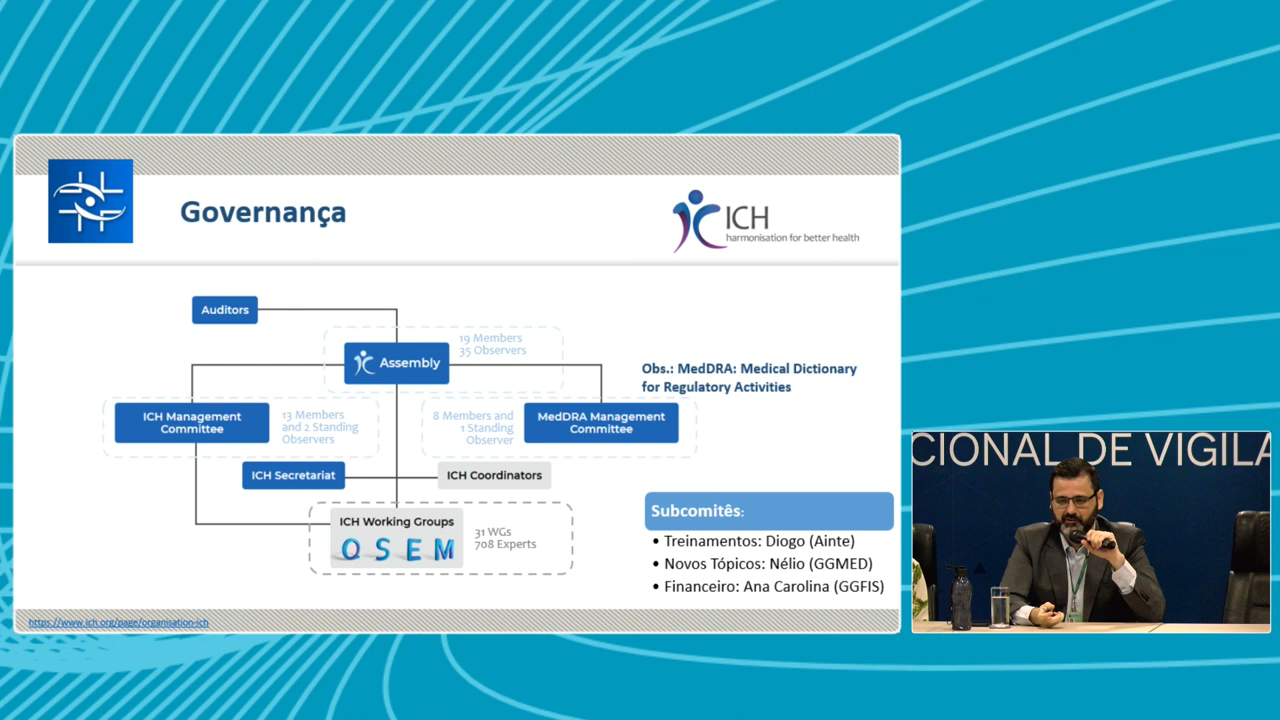 Governança
ICH
harmonisation for better health
Auditors
19 Members
35 Observers
Assembly
Obs.: MedDRA: Medical Dictionary
for Regulatory Activities
ICH Management
Committee
13 Members
and 2 Standing
Observers
8 Members and
1 Standing
Observer
MedDRA Management
Committee
ICH Secretariat
ICH Coordinators
ICH Working Groups
Q S E M
31 WGs
708 Experts
Subcomitês:
• Treinamentos: Diogo (Ainte)
• Novos Tópicos: Nélio (GGMED)
• Financeiro: Ana Carolina (GGFIS)
https://www.ich.org/page/organisation-ich
CIONAL DE VIGILA